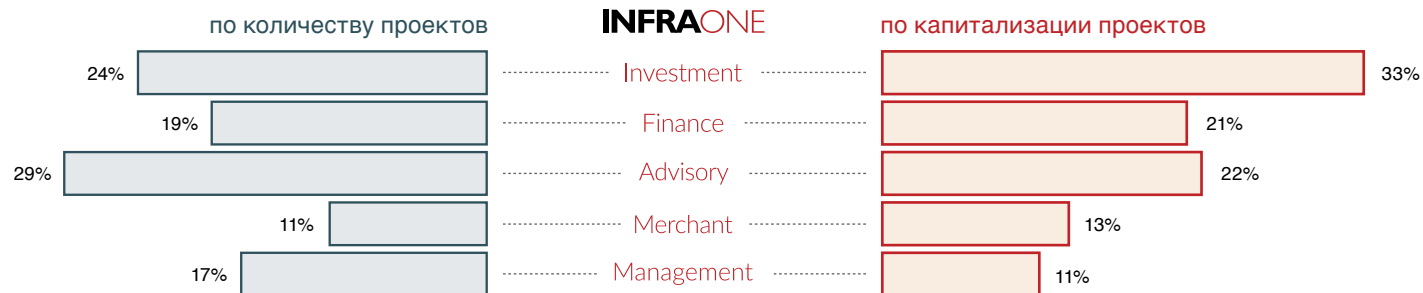 по количеству проектов INFRAONE по капитализации проектов
24% Investment 33%
19% Finance 21%
29% Advisory 22%
11% Merchant 13%
17% Management 11%